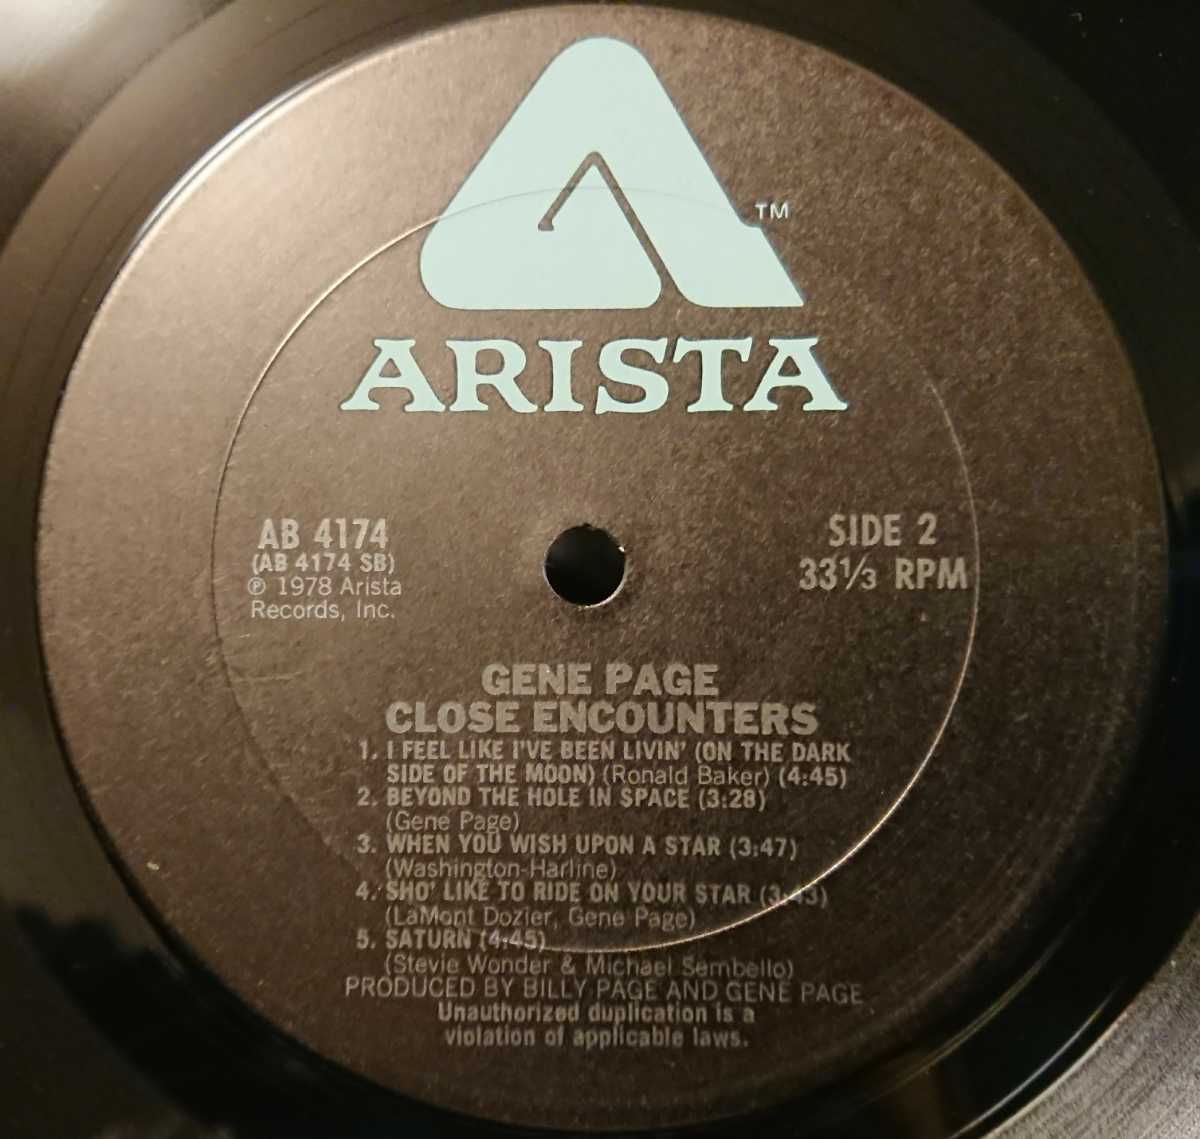 TM
ARISTA
AB 4174
(AB 4174 SB)
℗ 1978 Arista
Records, Inc.
SIDE 2
33⅓ RPM
GENE PAGE
CLOSE ENCOUNTERS
1. I FEEL LIKE I'VE BEEN LIVIN' (ON THE DARK
SIDE OF THE MOON) (Ronald Baker) (4:45)
2. BEYOND THE HOLE IN SPACE (3:28)
(Gene Page)
3. WHEN YOU WISH UPON A STAR (3:47)
(Washington-Harline)
4. SHO' LIKE TO RIDE ON YOUR STAR (3:43)
(LaMont Dozier, Gene Page)
5. SATURN (4:45)
(Stevie Wonder & Michael Sembello)
PRODUCED BY BILLY PAGE AND GENE PAGE
Unauthorized duplication is a
violation of applicable laws.